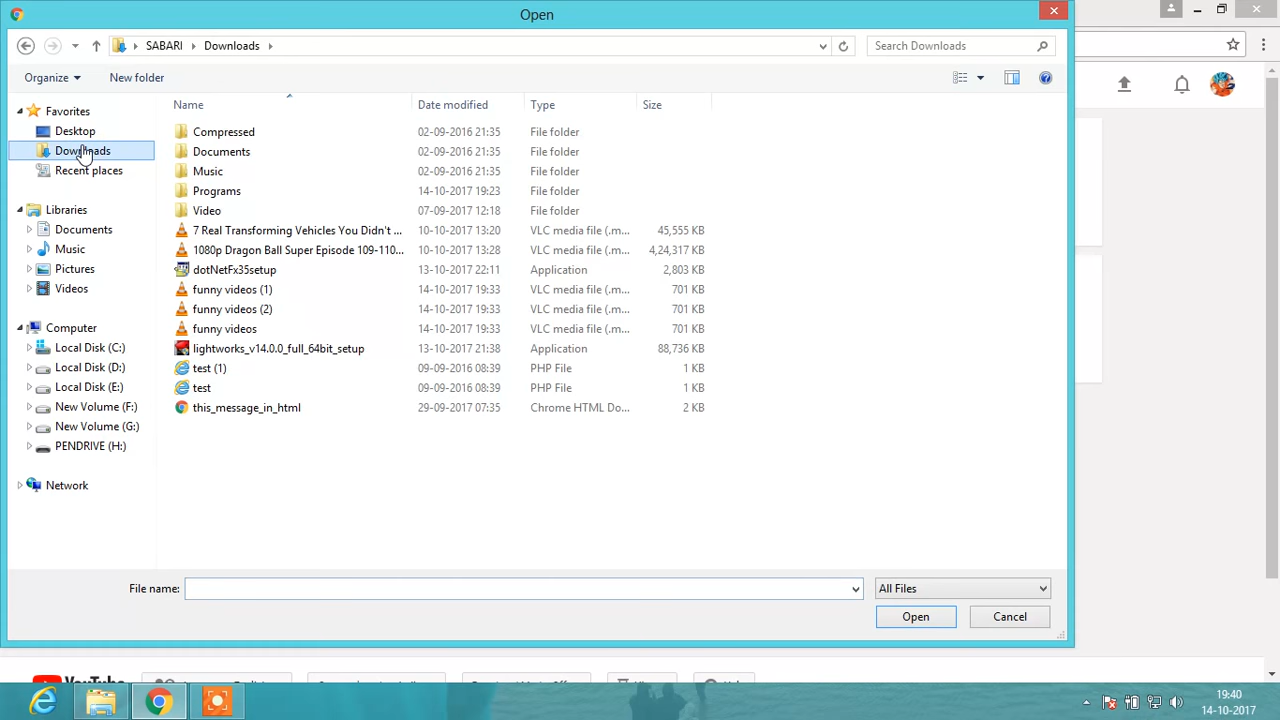 Open
SABARI Downloads
Search Downloads
Organize
New folder
Favorites
Desktop
Downloads
Recent places
Libraries
Documents
Music
Pictures
Videos
Computer
Local Disk (C:)
Local Disk (D:)
Local Disk (E:)
New Volume (F:)
New Volume (G:)
PENDRIVE (H:)
Network
Name Date modified Type Size
Compressed 02-09-2016 21:35 File folder
Documents 02-09-2016 21:35 File folder
Music 02-09-2016 21:35 File folder
Programs 14-10-2017 19:23 File folder
Video 07-09-2017 12:18 File folder
7 Real Transforming Vehicles You Didn't ... 10-10-2017 13:20 VLC media file (.m... 45,555 KB
1080p Dragon Ball Super Episode 109-110... 10-10-2017 13:28 VLC media file (.m... 4,24,317 KB
dotNetFx35setup 13-10-2017 22:11 Application 2,803 KB
funny videos (1) 14-10-2017 19:33 VLC media file (.m... 701 KB
funny videos (2) 14-10-2017 19:33 VLC media file (.m... 701 KB
funny videos 14-10-2017 19:33 VLC media file (.m... 701 KB
lightworks_v14.0.0_full_64bit_setup 13-10-2017 21:38 Application 88,736 KB
test (1) 09-09-2016 08:39 PHP File 1 KB
test 09-09-2016 08:39 PHP File 1 KB
this_message_in_html 29-09-2017 07:35 Chrome HTML Do... 2 KB
File name:
All Files
Open Cancel
YouTube
19:40
14-10-2017